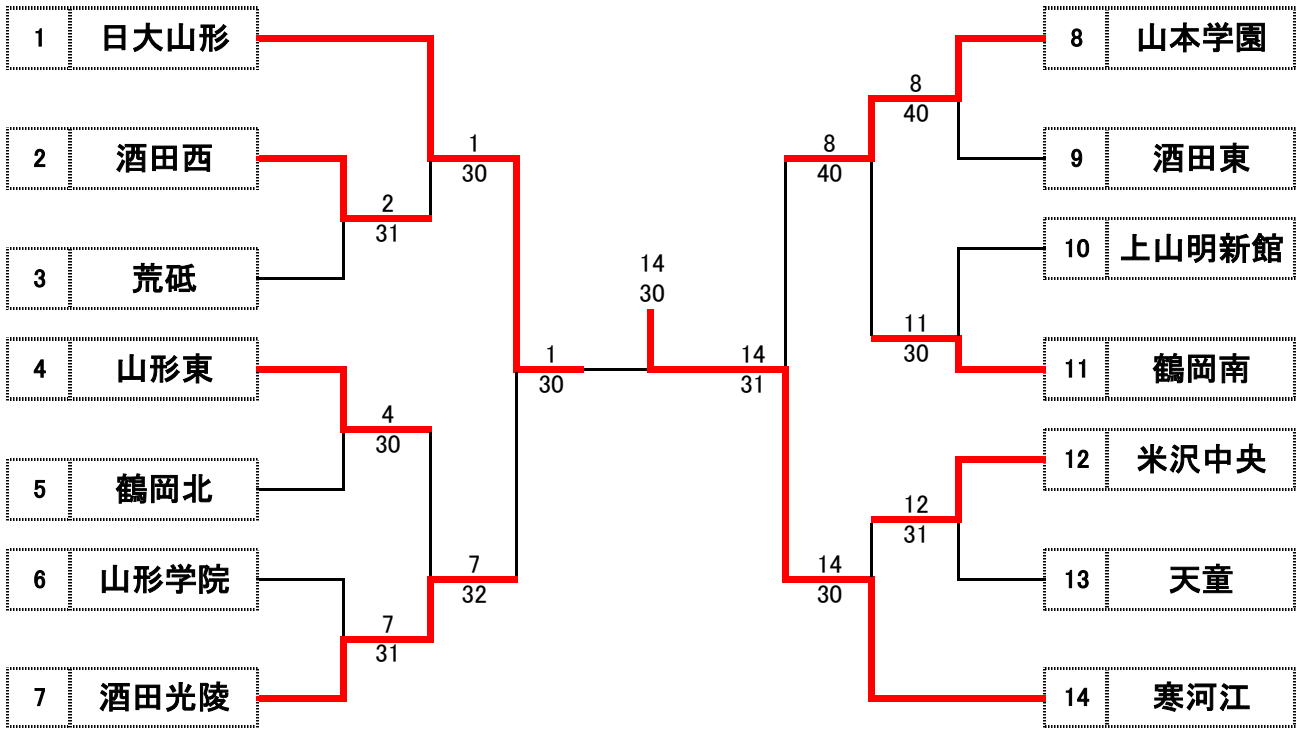 1 日大山形
2 酒田西
3 荒砥
4 山形東
5 鶴岡北
6 山形学院
7 酒田光陵
2
31
4
30
7
31
1
30
7
32
1
30
14
30
14
31
8
40
14
30
8
40
11
30
12
31
8 山本学園
9 酒田東
10 上山明新館
11 鶴岡南
12 米沢中央
13 天童
14 寒河江